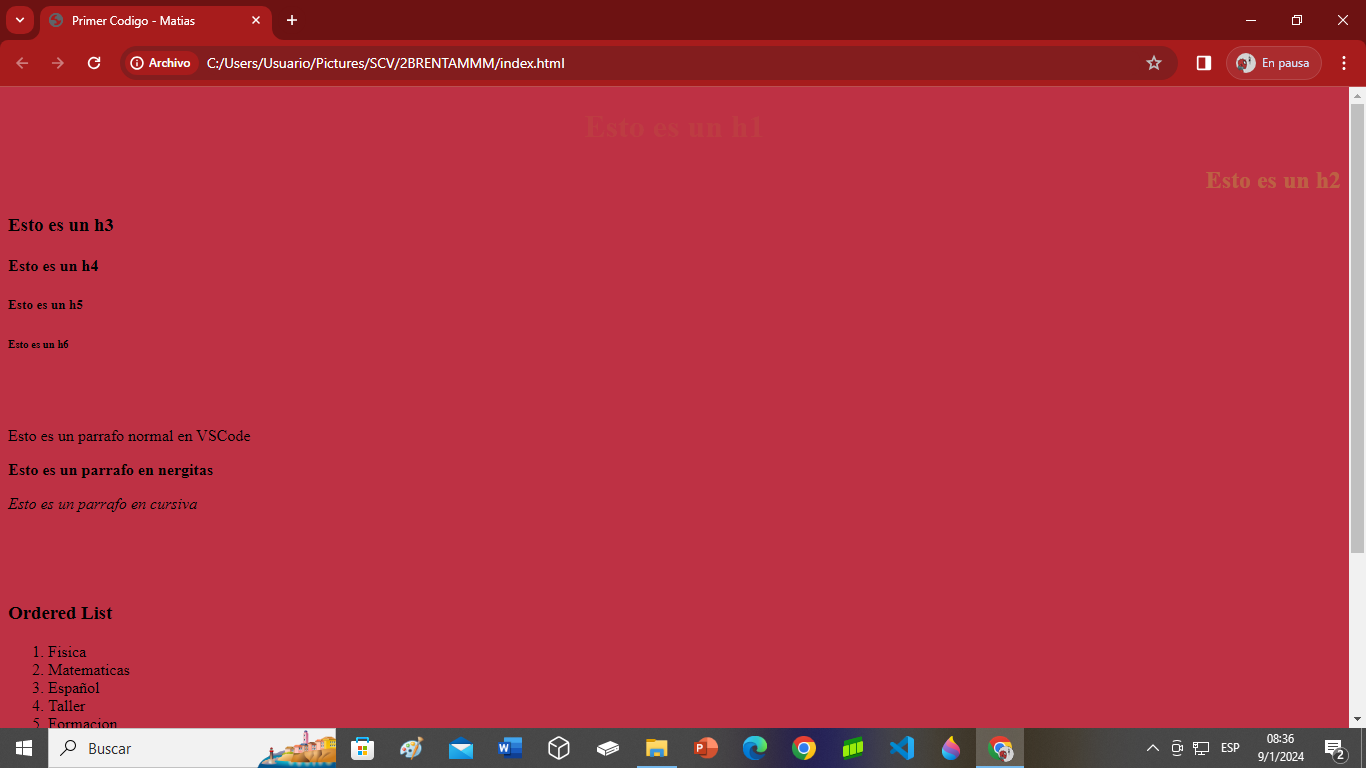 Primer Codigo - Matias
Archivo
C:/Users/Usuario/Pictures/SCV/2BRENTAMMM/index.html
En pausa
Esto es un h1
Esto es un h2
Esto es un h3
Esto es un h4
Esto es un h5
Esto es un h6
Esto es un parrafo normal en VSCode
Esto es un parrafo en nergitas
Esto es un parrafo en cursiva
Ordered List
1. Fisica
2. Matematicas
3. Español
4. Taller
5. Formacion
Buscar
ESP
08:36
9/1/2024
2